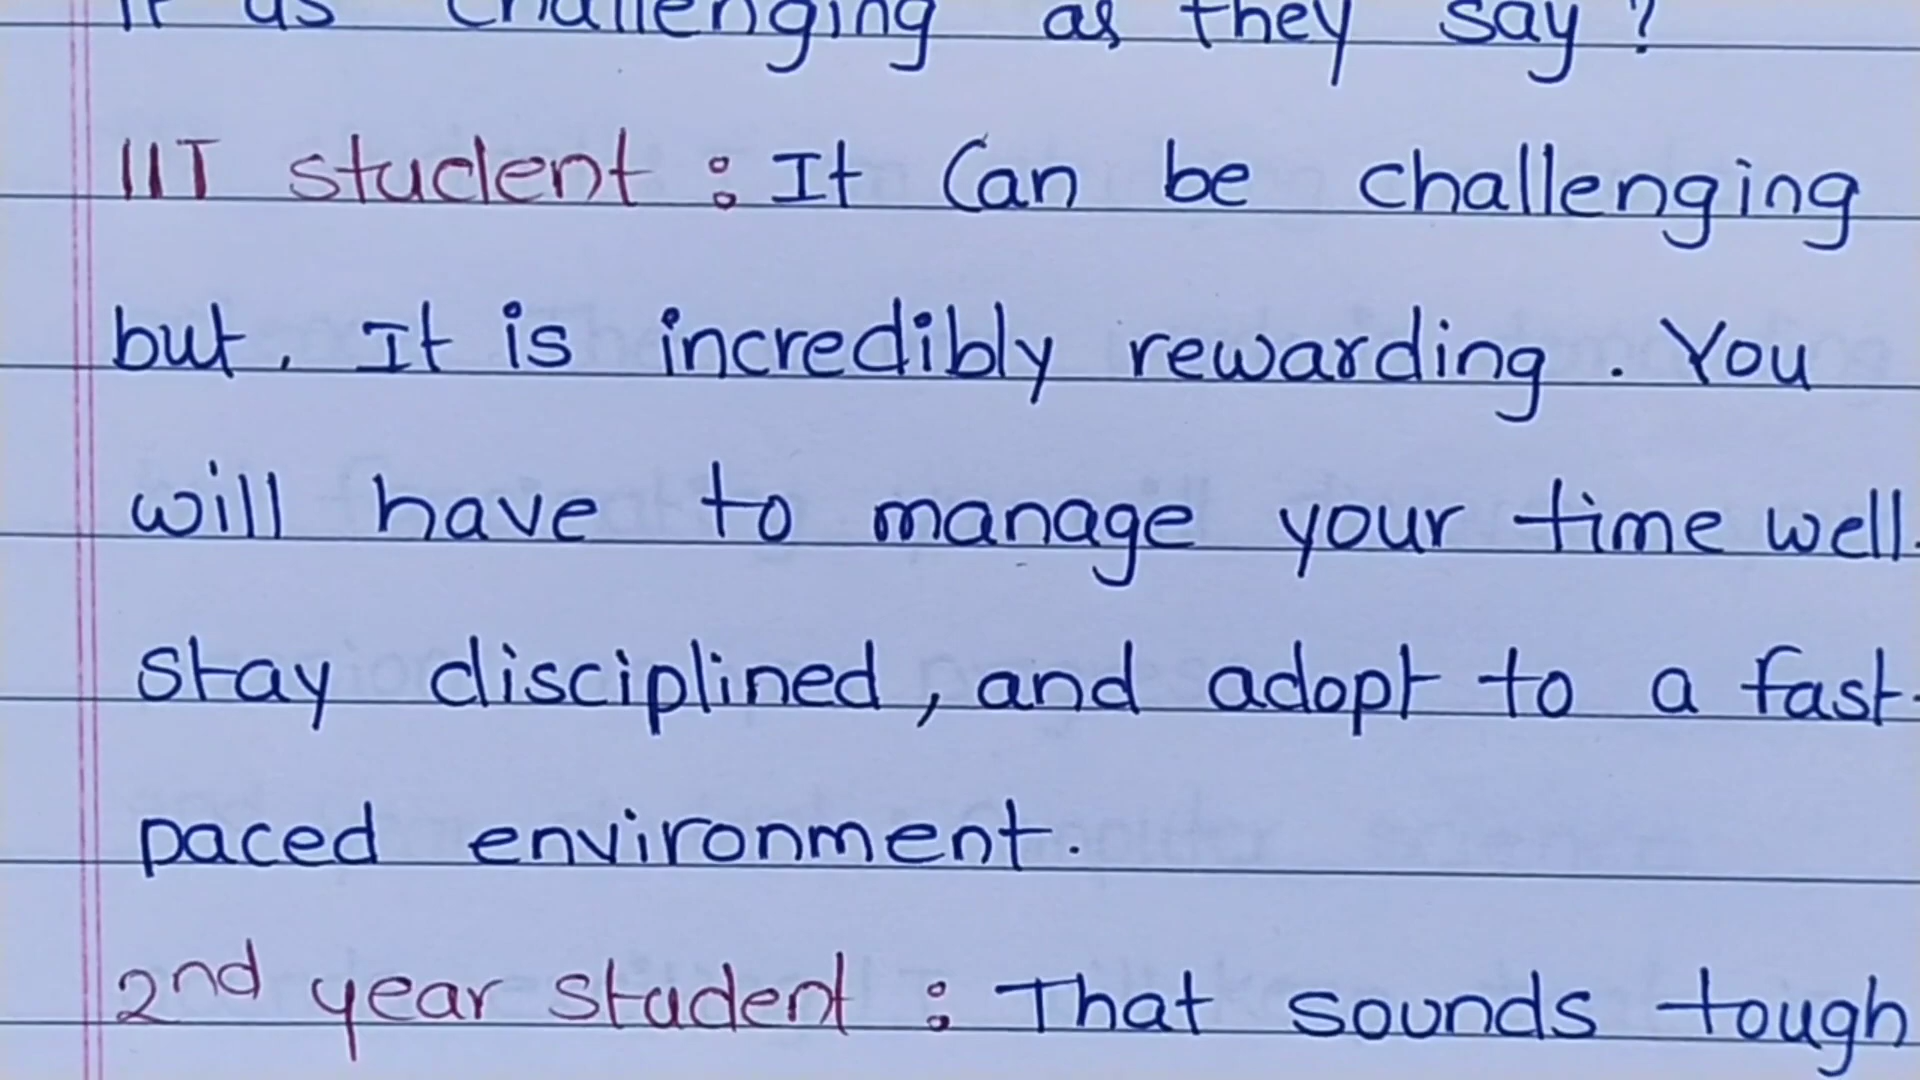 it as challenging as they say?
IIT student : It Can be challenging
but, It is incredibly rewarding. You
will have to manage your time well.
stay disciplined, and adopt to a fast-
paced environment.
2nd year student : That sounds tough